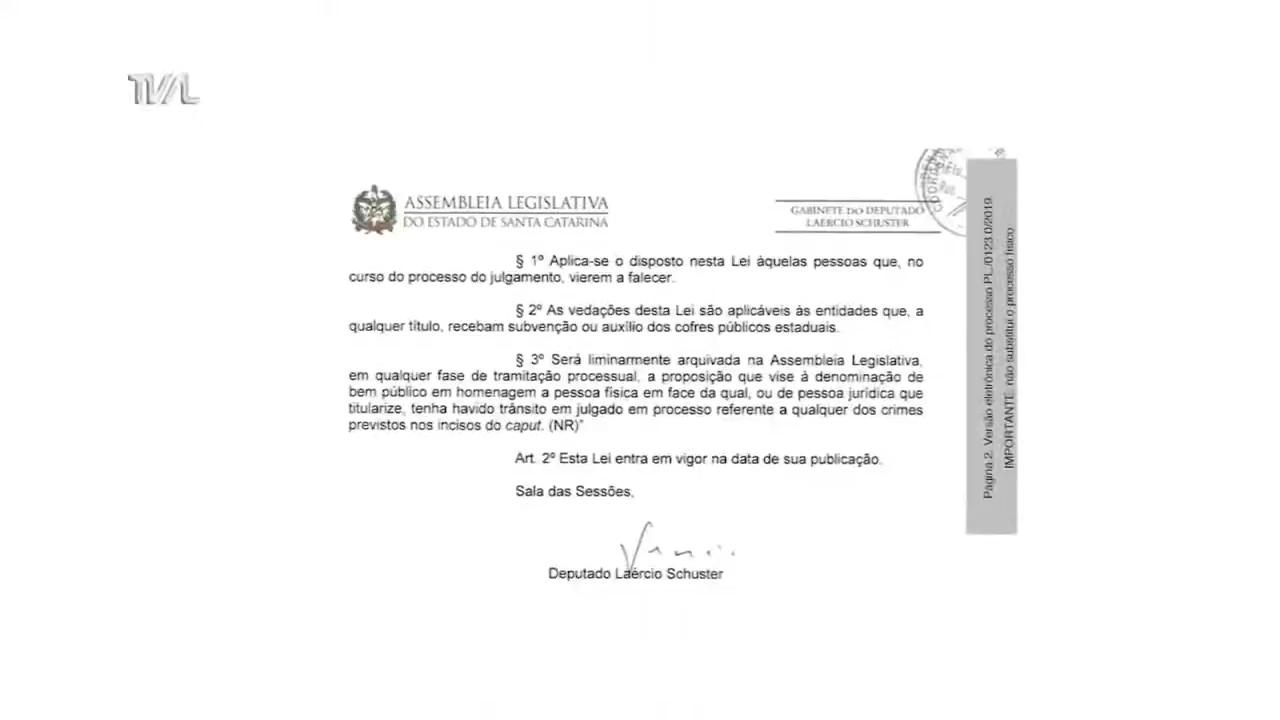 TVAL
ASSEMBLEIA LEGISLATIVA
DO ESTADO DE SANTA CATARINA
GABINETE DO DEPUTADO
LAÉRCIO SCHUSTER
§ 1º Aplica-se o disposto nesta Lei àquelas pessoas que, no
curso do processo do julgamento, vierem a falecer.
§ 2º As vedações desta Lei são aplicáveis às entidades que, a
qualquer título, recebam subvenção ou auxílio dos cofres públicos estaduais.
§ 3º Será liminarmente arquivada na Assembleia Legislativa,
em qualquer fase de tramitação processual, a proposição que vise à denominação de
bem público em homenagem a pessoa física em face da qual, ou de pessoa jurídica que
titularize, tenha havido trânsito em julgado em processo referente a qualquer dos crimes
previstos nos incisos do caput. (NR)"
Art. 2º Esta Lei entra em vigor na data de sua publicação.
Sala das Sessões,
Deputado Laércio Schuster
Página 2. Versão eletrônica do processo PL./0123.0/2019.
IMPORTANTE: não substitui o processo físico